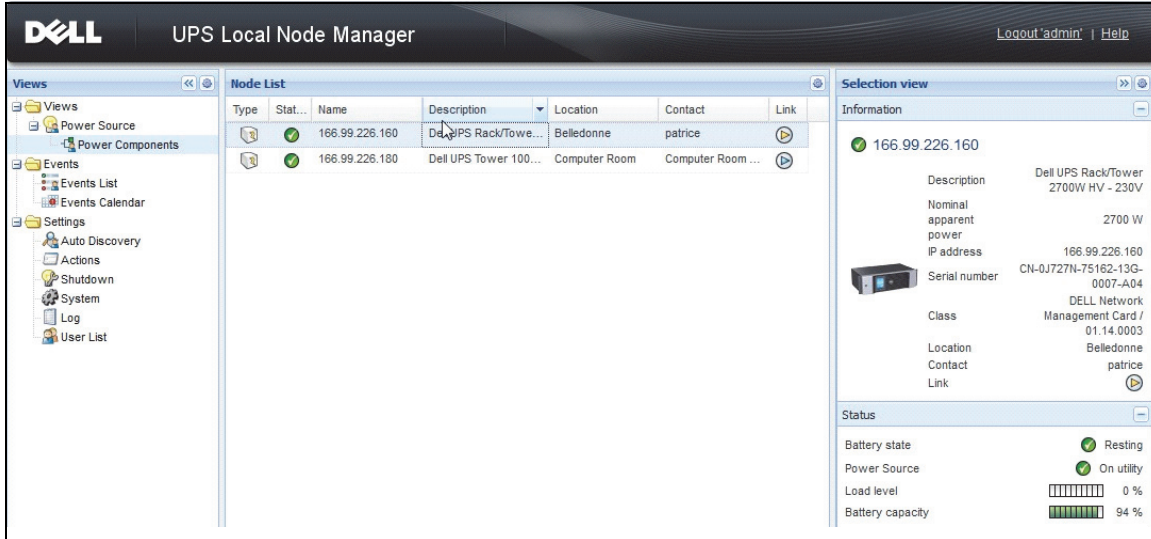 DELL
UPS Local Node Manager
Logout 'admin' | Help
Views
Views
Power Source
Power Components
Events
Events List
Events Calendar
Settings
Auto Discovery
Actions
Shutdown
System
Log
User List
Node List
Type Stat... Name Description Location Contact Link
166.99.226.160 Dell UPS Rack/Towe... Belledonne patrice
166.99.226.180 Dell UPS Tower 100... Computer Room Computer Room ...
Selection view
Information
166.99.226.160
Description
Dell UPS Rack/Tower
2700W HV - 230V
Nominal
apparent
power
2700 W
IP address 166.99.226.160
Serial number
CN-0J727N-75162-13G-
0007-A04
Class
DELL Network
Management Card /
01.14.0003
Location Belledonne
Contact patrice
Link
Status
Battery state Resting
Power Source On utility
Load level 0 %
Battery capacity 94 %